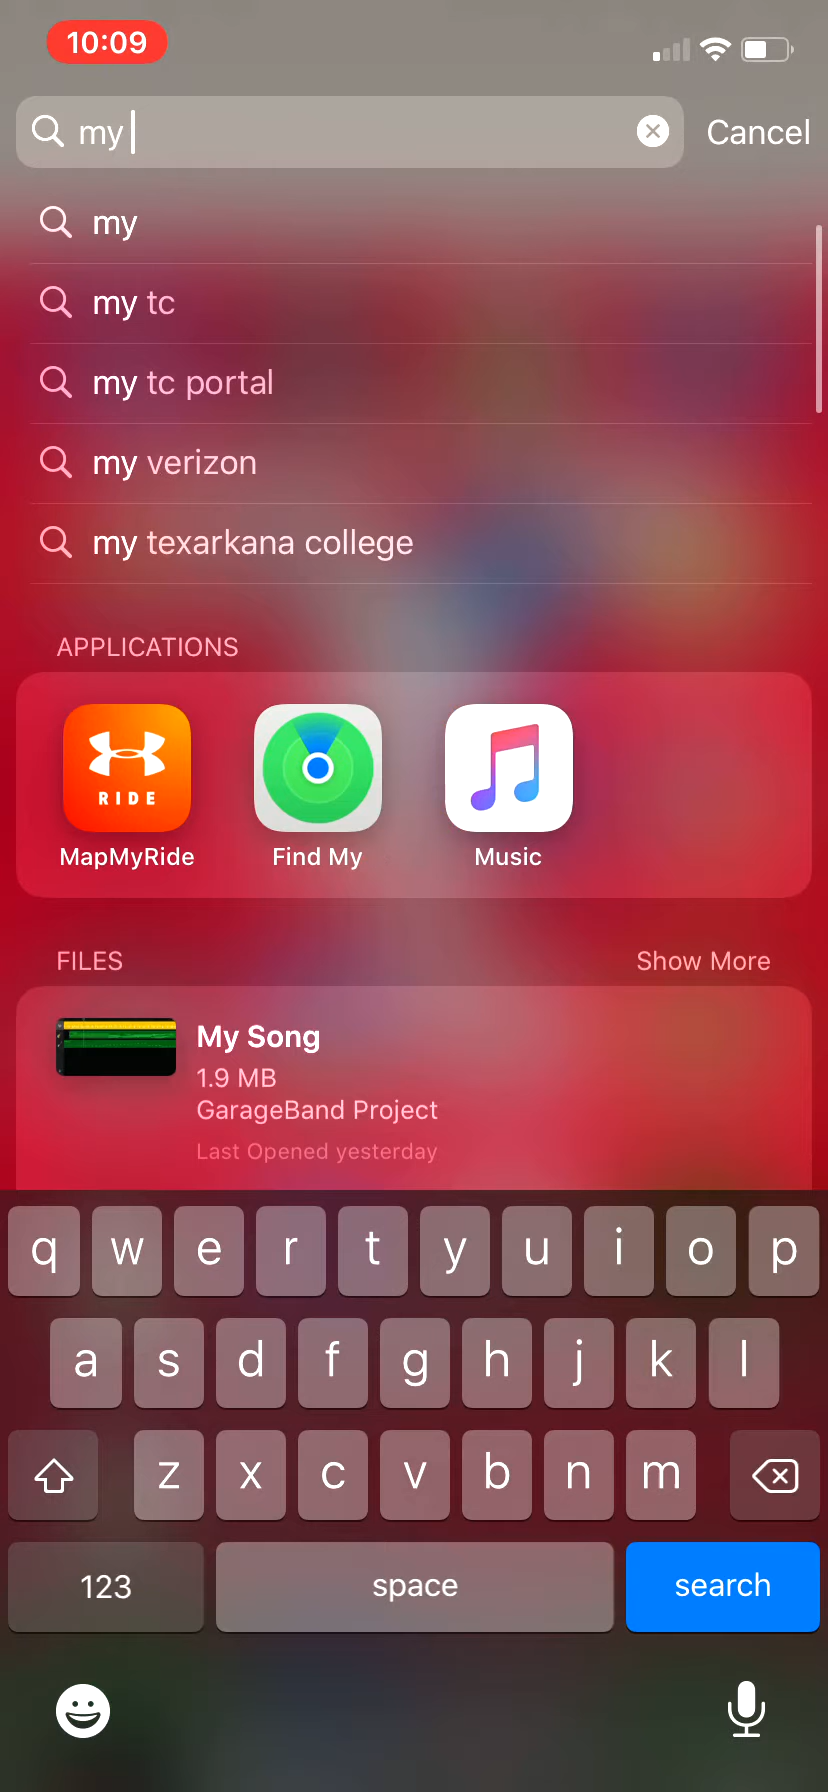 10:09
my
Cancel
my
my tc
my tc portal
my verizon
my texarkana college
APPLICATIONS
RIDE
MapMyRide
Find My
Music
FILES
Show More
My Song
1.9 MB
GarageBand Project
Last Opened yesterday
q w e r t y u i o p
a s d f g h j k l
z x c v b n m
123
space
search